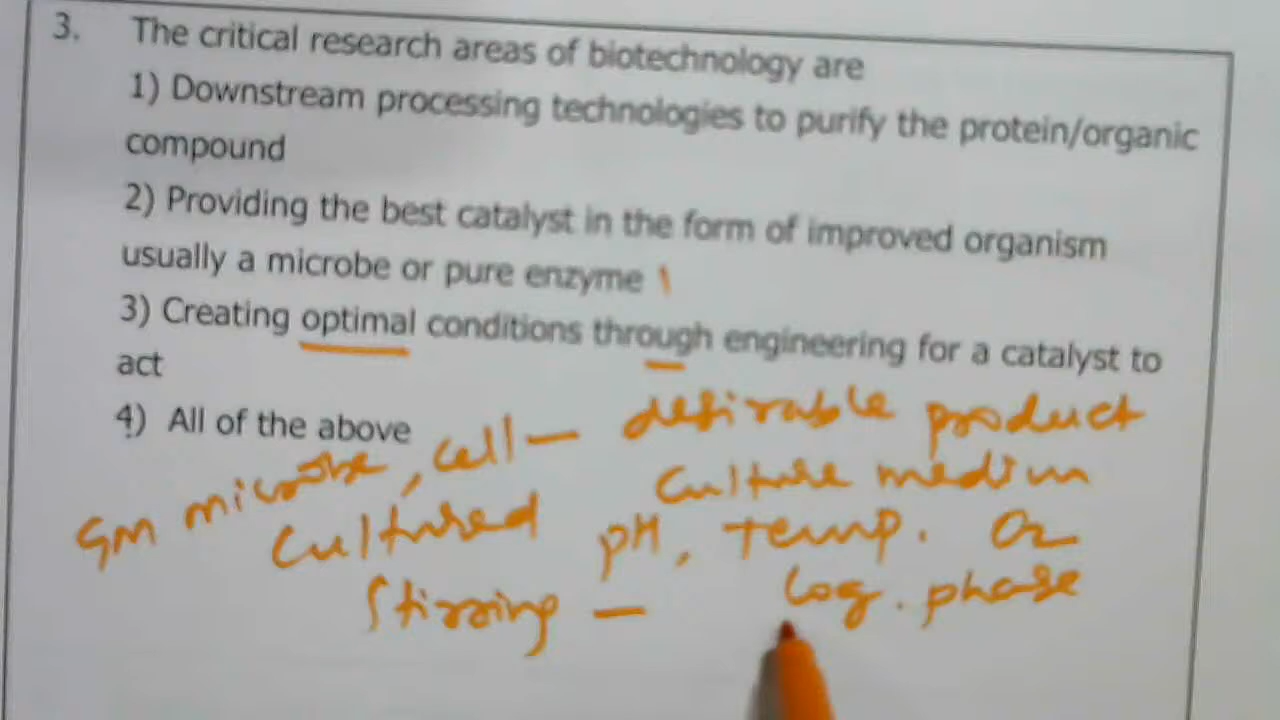 3. The critical research areas of biotechnology are
1) Downstream processing technologies to purify the protein/organic
compound
2) Providing the best catalyst in the form of improved organism
usually a microbe or pure enzyme
3) Creating optimal conditions through engineering for a catalyst to
act
4) All of the above
GM microbe, cell — desirable product
Cultured culture medium
pH, Temp. O2
Stirring — log. phase